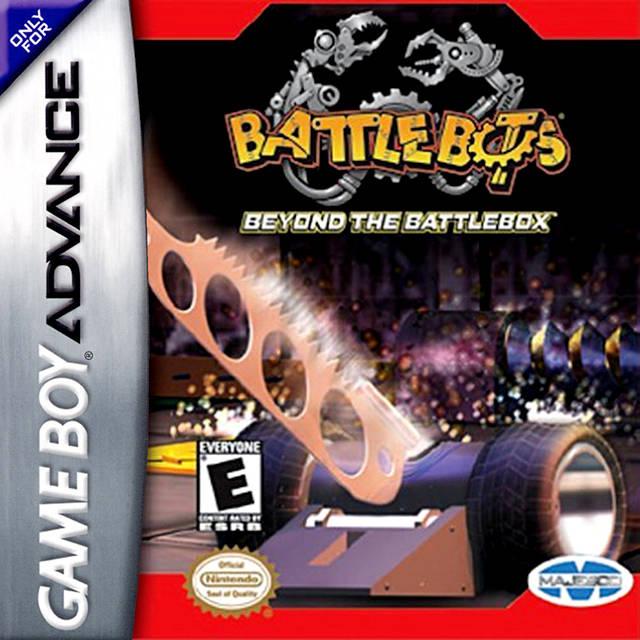 ONLY
FOR
GAME BOY ADVANCE
BATTLEBOTS
BEYOND THE BATTLEBOX™
EVERYONE
E
CONTENT RATED BY
ESRB
Official
Nintendo
Seal of Quality
MAJESCO